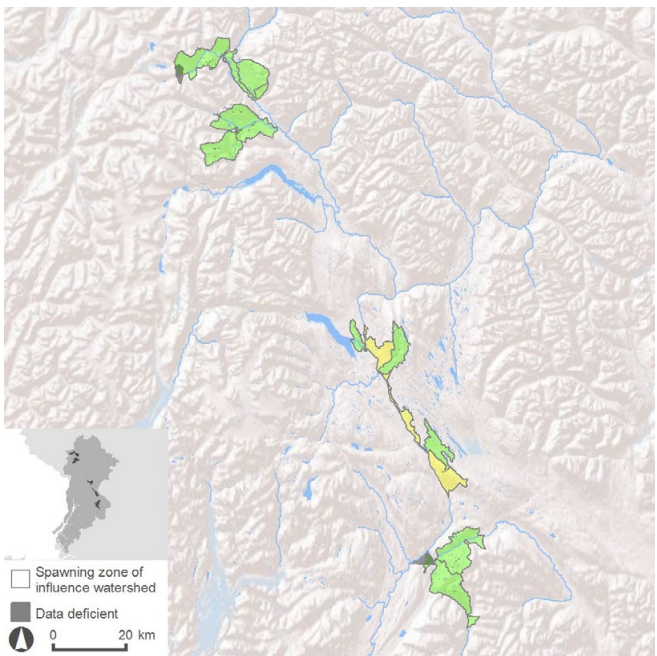 Spawning zone of
influence watershed
Data deficient
0 20 km